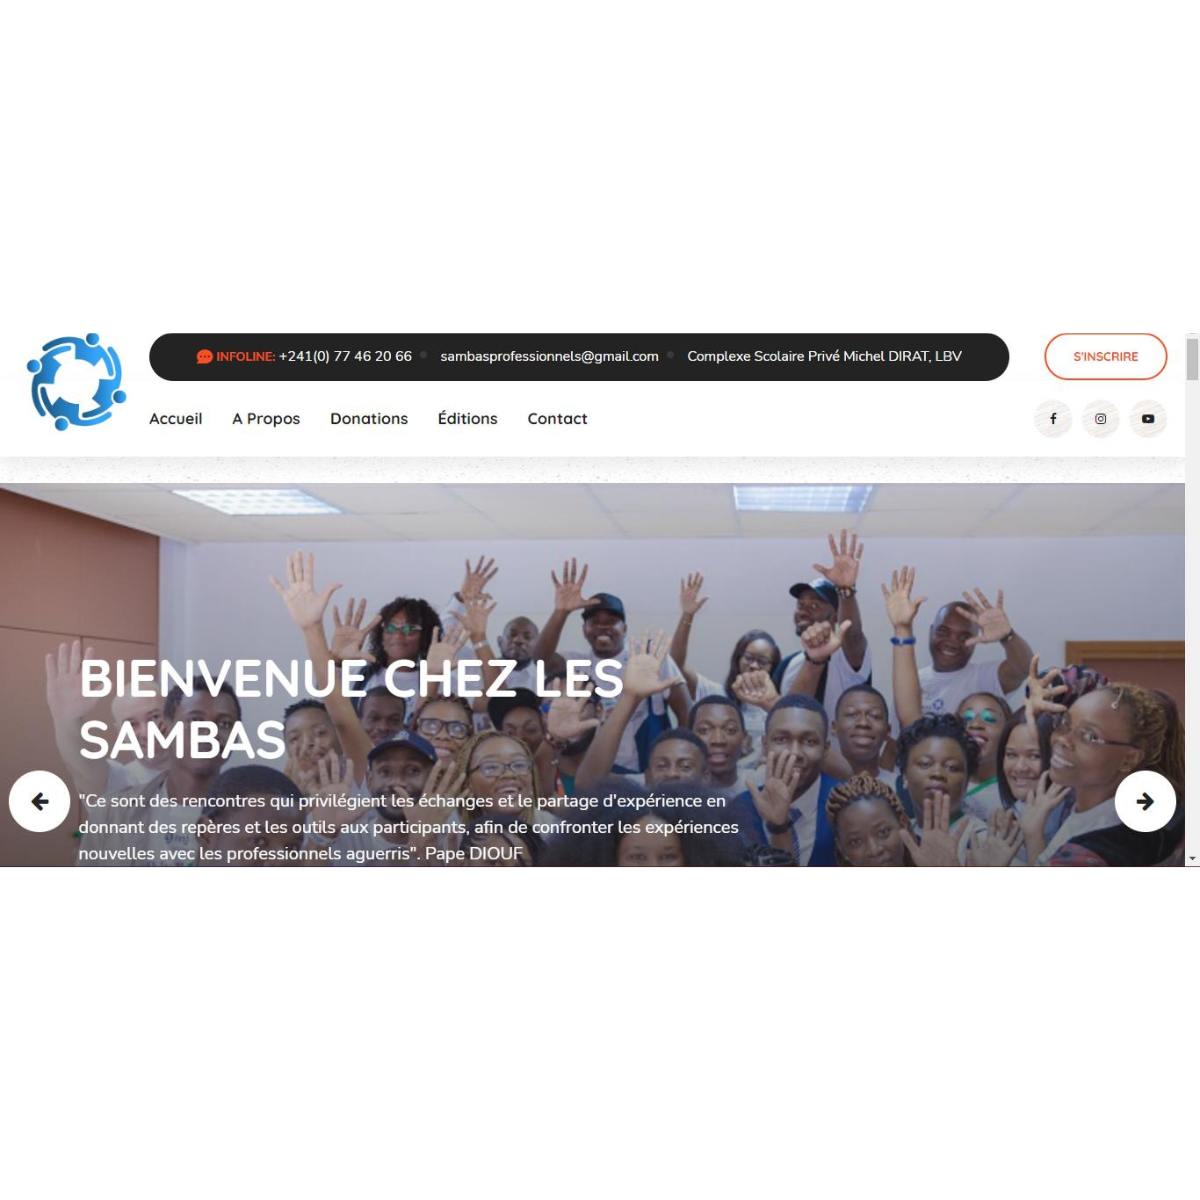 INFOLINE: +241(0) 77 46 20 66 sambasprofessionnels@gmail.com Complexe Scolaire Privé Michel DIRAT, LBV
S'INSCRIRE
Accueil A Propos Donations Éditions Contact
BIENVENUE CHEZ LES
SAMBAS
"Ce sont des rencontres qui privilégient les échanges et le partage d'expérience en
donnant des repères et les outils aux participants, afin de confronter les expériences
nouvelles avec les professionnels aguerris". Pape DIOUF